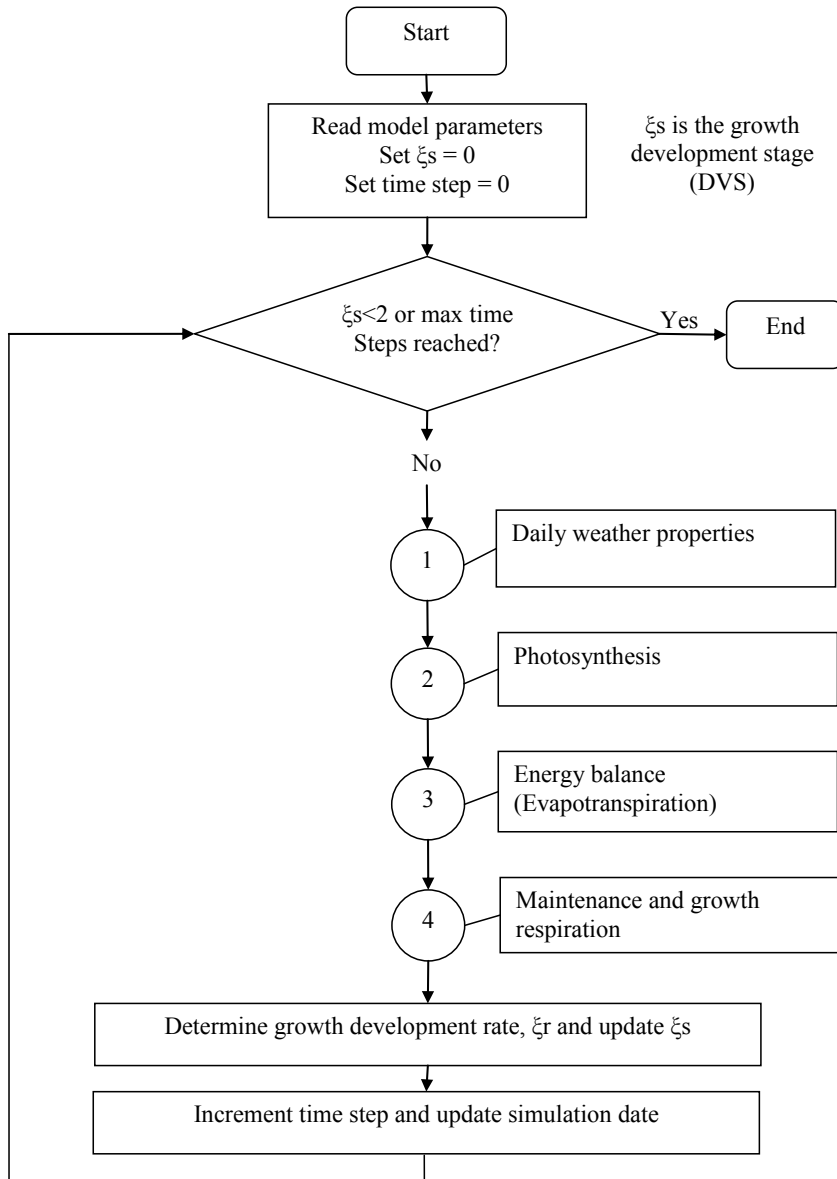 Start
Read model parameters
Set ξs = 0
Set time step = 0
ξs is the growth
development stage
(DVS)
ξs<2 or max time
Steps reached?
Yes
End
No
1
Daily weather properties
2
Photosynthesis
3
Energy balance
(Evapotranspiration)
4
Maintenance and growth
respiration
Determine growth development rate, ξr and update ξs
Increment time step and update simulation date